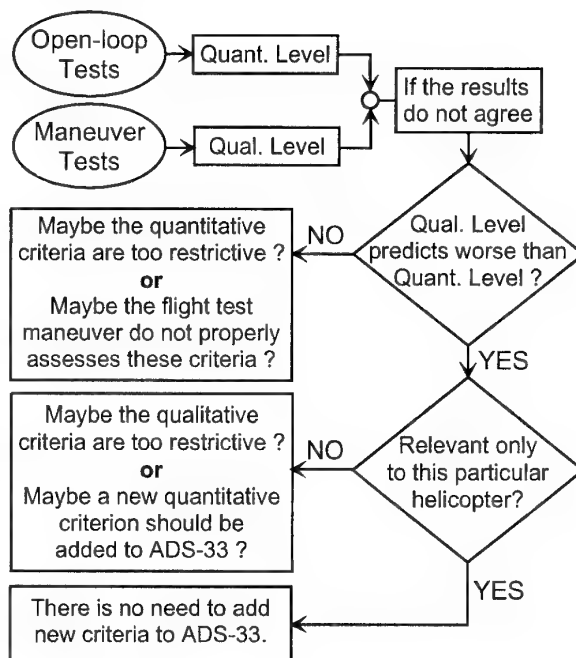 Open-loop
Tests
Quant. Level
Maneuver
Tests
Qual. Level
If the results
do not agree
Qual. Level
predicts worse than
Quant. Level ?
NO
Maybe the quantitative
criteria are too restrictive ?
or
Maybe the flight test
maneuver do not properly
assesses these criteria ?
YES
Relevant only
to this particular
helicopter?
NO
Maybe the qualitative
criteria are too restrictive ?
or
Maybe a new quantitative
criterion should be
added to ADS-33 ?
YES
There is no need to add
new criteria to ADS-33.